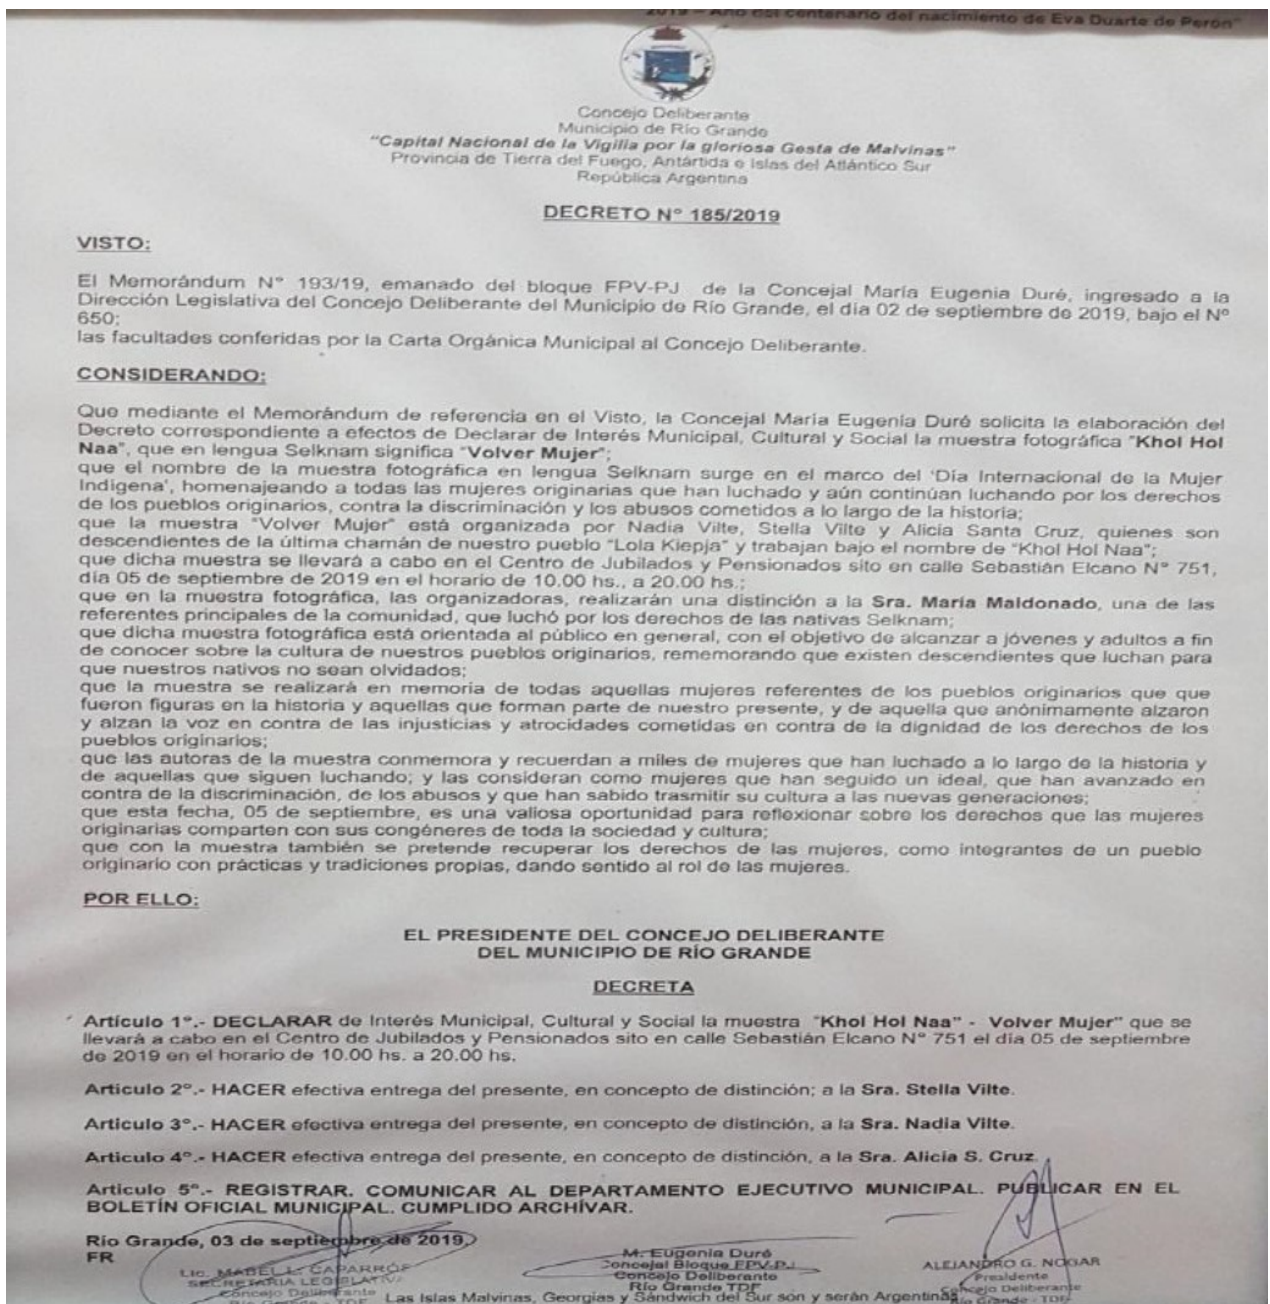 2019 – Año del centenario del nacimiento de Eva Duarte de Perón"
Concejo Deliberante
Municipio de Río Grande
"Capital Nacional de la Vigilia por la gloriosa Gesta de Malvinas"
Provincia de Tierra del Fuego, Antártida e Islas del Atlántico Sur
República Argentina
DECRETO N° 185/2019
VISTO:
El Memorándum N° 193/19, emanado del bloque FPV-PJ de la Concejal María Eugenia Duré, ingresado a la
Dirección Legislativa del Concejo Deliberante del Municipio de Río Grande, el día 02 de septiembre de 2019, bajo el N°
650;
las facultades conferidas por la Carta Orgánica Municipal al Concejo Deliberante.
CONSIDERANDO:
Que mediante el Memorándum de referencia en el Visto, la Concejal María Eugenia Duré solicita la elaboración del
Decreto correspondiente a efectos de Declarar de Interés Municipal, Cultural y Social la muestra fotográfica "Khol Hol
Naa", que en lengua Selknam significa "Volver Mujer";
que el nombre de la muestra fotográfica en lengua Selknam surge en el marco del 'Día Internacional de la Mujer
Indígena', homenajeando a todas las mujeres originarias que han luchado y aún continúan luchando por los derechos
de los pueblos originarios, contra la discriminación y los abusos cometidos a lo largo de la historia;
que la muestra "Volver Mujer" está organizada por Nadia Vilte, Stella Vilte y Alicia Santa Cruz, quienes son
descendientes de la última chamán de nuestro pueblo "Lola Kiepja" y trabajan bajo el nombre de "Khol Hol Naa";
que dicha muestra se llevará a cabo en el Centro de Jubilados y Pensionados sito en calle Sebastián Elcano N° 751,
día 05 de septiembre de 2019 en el horario de 10.00 hs., a 20.00 hs.;
que en la muestra fotográfica, las organizadoras, realizarán una distinción a la Sra. María Maldonado, una de las
referentes principales de la comunidad, que luchó por los derechos de las nativas Selknam;
que dicha muestra fotográfica está orientada al público en general, con el objetivo de alcanzar a jóvenes y adultos a fin
de conocer sobre la cultura de nuestros pueblos originarios, rememorando que existen descendientes que luchan para
que nuestros nativos no sean olvidados;
que la muestra se realizará en memoria de todas aquellas mujeres referentes de los pueblos originarios que que
fueron figuras en la historia y aquellas que forman parte de nuestro presente, y de aquella que anónimamente alzaron
y alzan la voz en contra de las injusticias y atrocidades cometidas en contra de la dignidad de los derechos de los
pueblos originarios;
que las autoras de la muestra conmemora y recuerdan a miles de mujeres que han luchado a lo largo de la historia y
de aquellas que siguen luchando; y las consideran como mujeres que han seguido un ideal, que han avanzado en
contra de la discriminación, de los abusos y que han sabido trasmitir su cultura a las nuevas generaciones;
que esta fecha, 05 de septiembre, es una valiosa oportunidad para reflexionar sobre los derechos que las mujeres
originarias comparten con sus congéneres de toda la sociedad y cultura;
que con la muestra también se pretende recuperar los derechos de las mujeres, como integrantes de un pueblo
originario con prácticas y tradiciones propias, dando sentido al rol de las mujeres.
POR ELLO:
EL PRESIDENTE DEL CONCEJO DELIBERANTE
DEL MUNICIPIO DE RÍO GRANDE
DECRETA
Artículo 1°.- DECLARAR de Interés Municipal, Cultural y Social la muestra "Khol Hol Naa" - Volver Mujer" que se
llevará a cabo en el Centro de Jubilados y Pensionados sito en calle Sebastián Elcano N° 751 el día 05 de septiembre
de 2019 en el horario de 10.00 hs. a 20.00 hs.
Articulo 2°.- HACER efectiva entrega del presente, en concepto de distinción; a la Sra. Stella Vilte.
Articulo 3°.- HACER efectiva entrega del presente, en concepto de distinción, a la Sra. Nadia Vilte.
Articulo 4°.- HACER efectiva entrega del presente, en concepto de distinción, a la Sra. Alicia S. Cruz.
Articulo 5°.- REGISTRAR. COMUNICAR AL DEPARTAMENTO EJECUTIVO MUNICIPAL. PUBLICAR EN EL
BOLETÍN OFICIAL MUNICIPAL. CUMPLIDO ARCHÍVAR.
Río Grande, 03 de septiembre de 2019.
FR
Lic. MABEL L. CAPARRÓS
SECRETARIA LEGISLATIVA
Concejo Deliberante
Río Grande - TDF
M. Eugenia Duré
Concejal Bloque FPV-PJ
Concejo Deliberante
Río Grande TDF
ALEJANDRO G. NOGAR
Presidente
Concejo Deliberante
Río Grande - TDF
Las Islas Malvinas, Georgias y Sándwich del Sur son y serán Argentinas